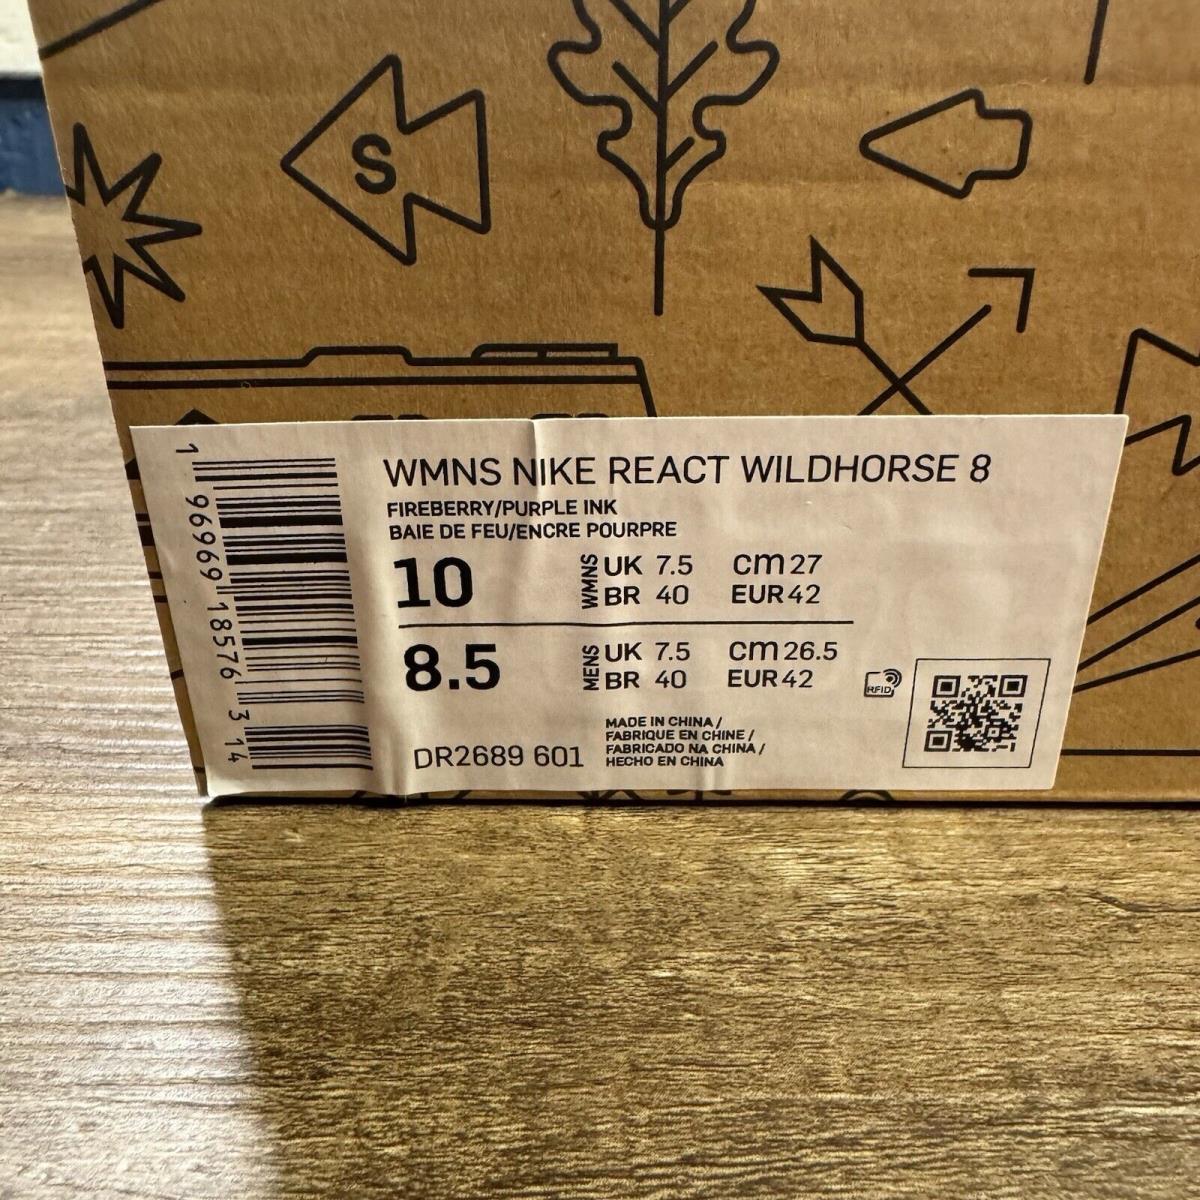 S
WMNS NIKE REACT WILDHORSE 8
FIREBERRY/PURPLE INK
BAIE DE FEU/ENCRE POURPRE
10 WMNS UK 7.5 CM 27
BR 40 EUR 42
8.5 MENS UK 7.5 CM 26.5
BR 40 EUR 42
RFID
DR2689 601
MADE IN CHINA /
FABRIQUE EN CHINE /
FABRICADO NA CHINA /
HECHO EN CHINA
1 96969 18576 3 14